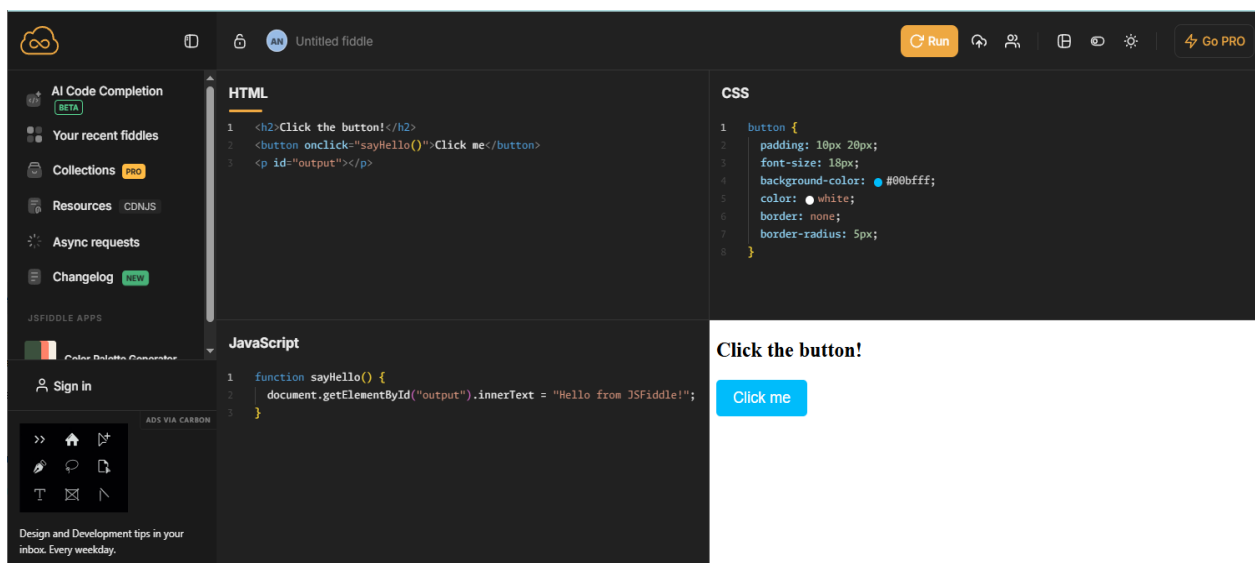 AN Untitled fiddle
Run
Go PRO
AI Code Completion
BETA
Your recent fiddles
Collections PRO
Resources CDNJS
Async requests
Changelog NEW
JSFIDDLE APPS
Color Palette Generator
Sign in
ADS VIA CARBON
Design and Development tips in your
inbox. Every weekday.
HTML
1 <h2>Click the button!</h2>
2 <button onclick="sayHello()">Click me</button>
3 <p id="output"></p>
CSS
1 button {
2 padding: 10px 20px;
3 font-size: 18px;
4 background-color: #00bfff;
5 color: white;
6 border: none;
7 border-radius: 5px;
8 }
JavaScript
1 function sayHello() {
2 document.getElementById("output").innerText = "Hello from JSFiddle!";
3 }
Click the button!
Click me